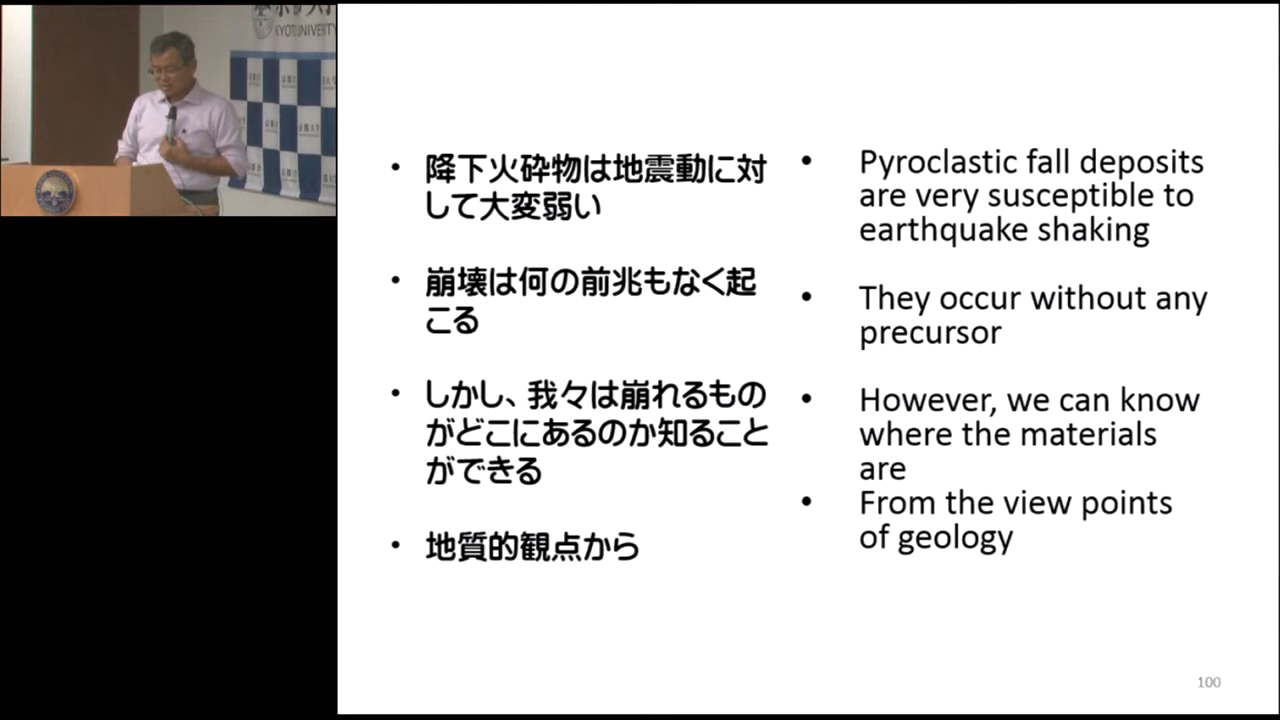 KYOTO UNIVERSITY
・ 降下火砕物は地震動に対
して大変弱い
・ 崩壊は何の前兆もなく起
こる
・ しかし、我々は崩れるもの
がどこにあるのか知ること
ができる
・ 地質的観点から
• Pyroclastic fall deposits
are very susceptible to
earthquake shaking
• They occur without any
precursor
• However, we can know
where the materials
are
• From the view points
of geology
100